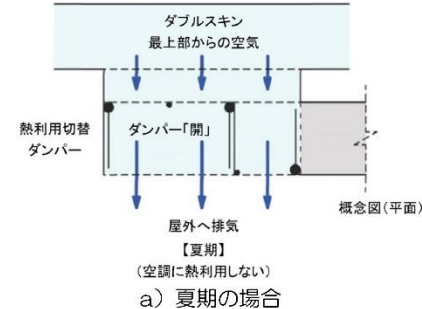 ダブルスキン
最上部からの空気
熱利用切替
ダンパー
ダンパー「開」
概念図(平面)
屋外へ排気
【夏期】
(空調に熱利用しない)
a）夏期の場合